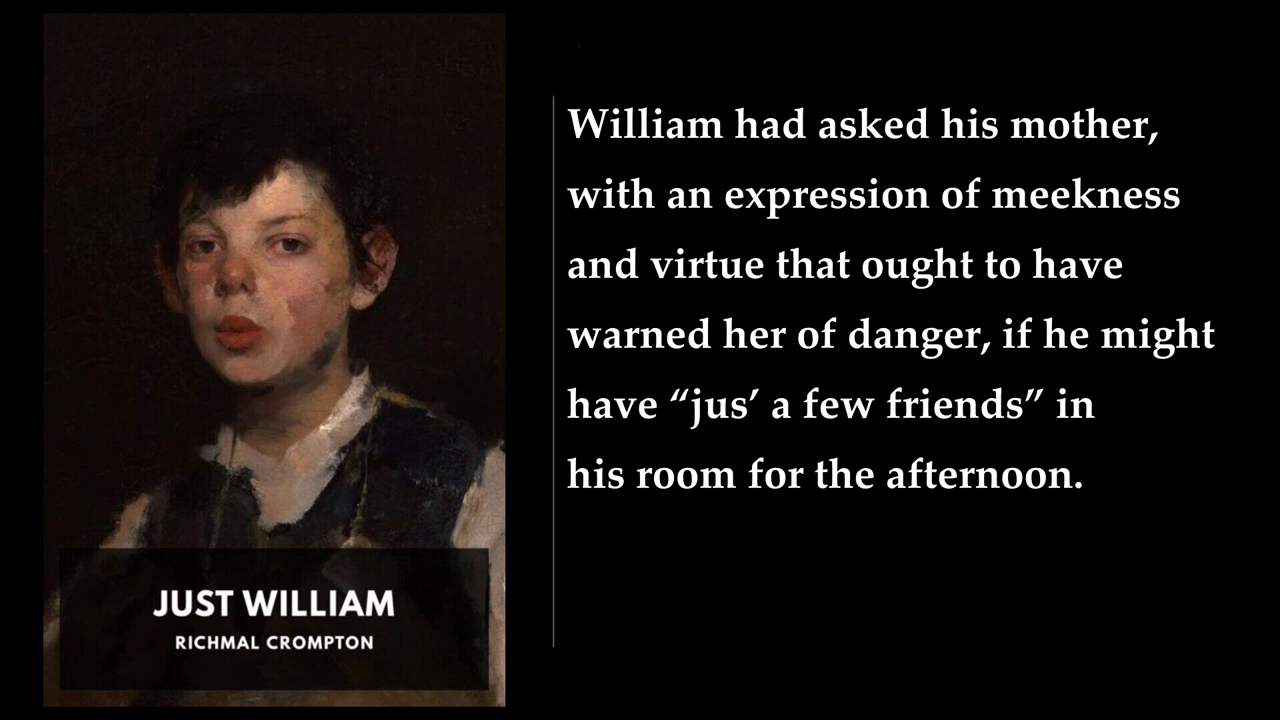 William had asked his mother,
with an expression of meekness
and virtue that ought to have
warned her of danger, if he might
have “jus’ a few friends” in
his room for the afternoon.
JUST WILLIAM
RICHMAL CROMPTON